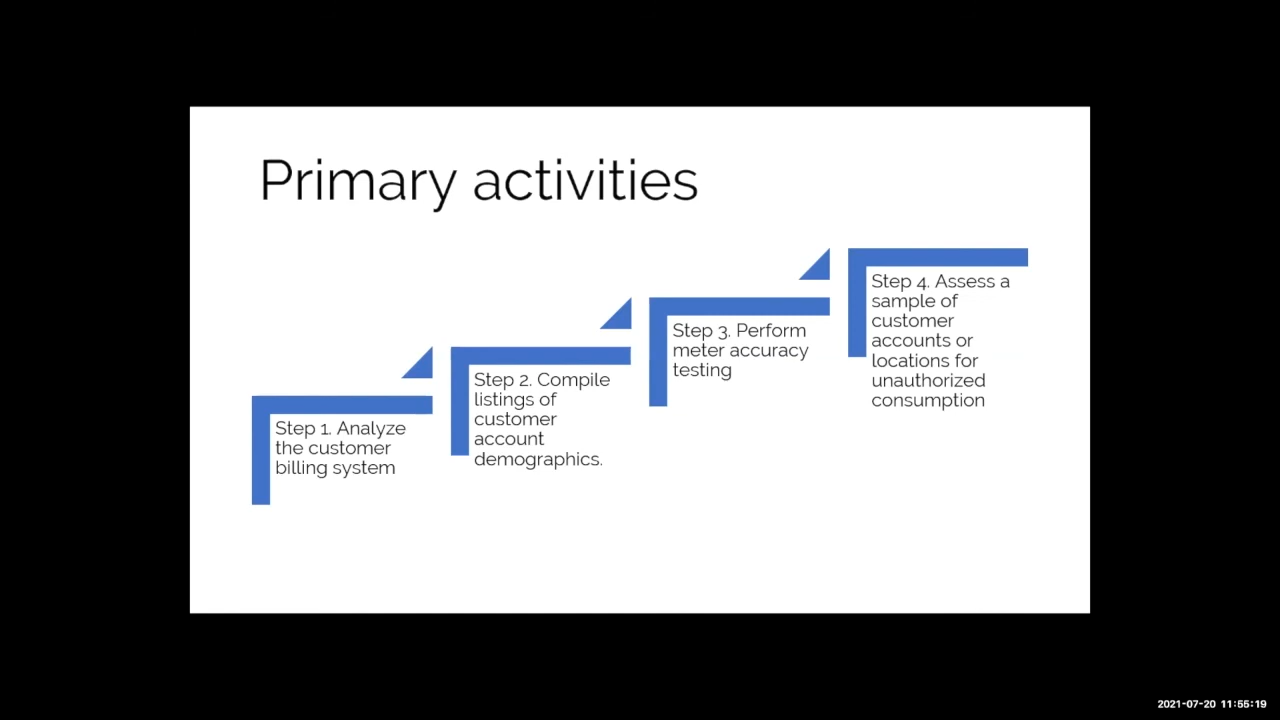 Primary activities
Step 1. Analyze
the customer
billing system
Step 2. Compile
listings of
customer
account
demographics.
Step 3. Perform
meter accuracy
testing
Step 4. Assess a
sample of
customer
accounts or
locations for
unauthorized
consumption
2021-07-20 11:55:19